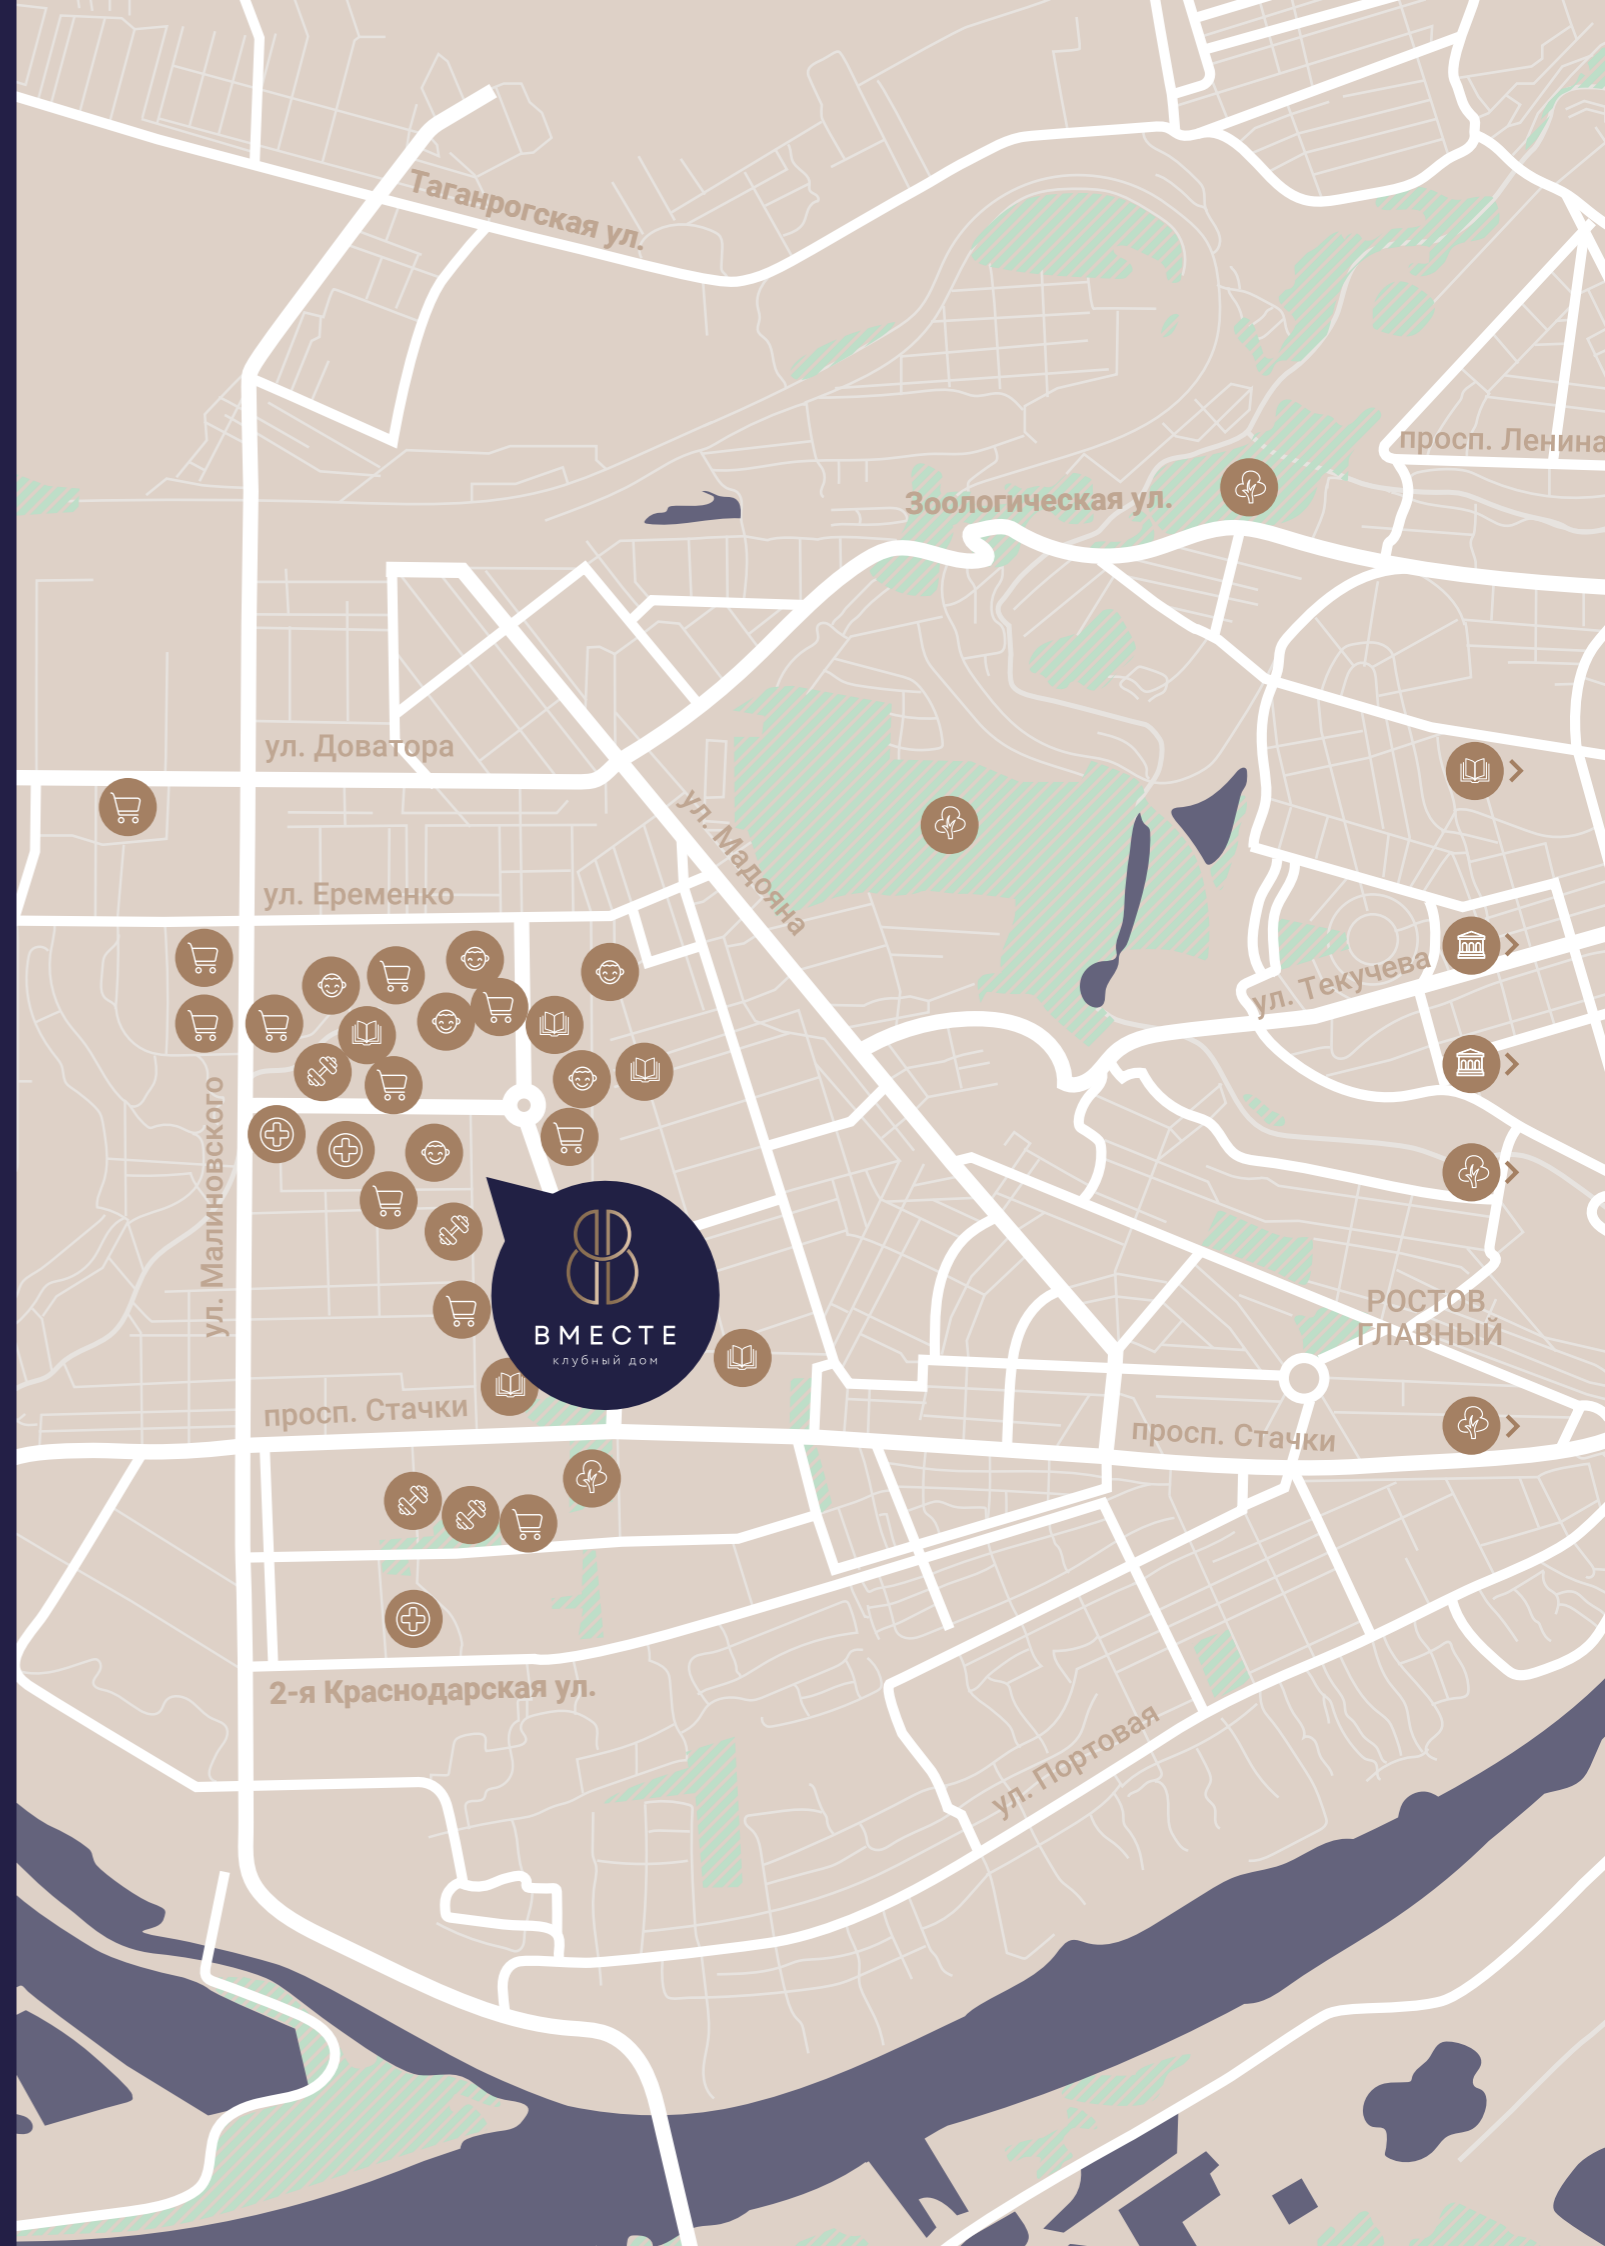 Таганрогская ул.
просп. Ленина
Зоологическая ул.
ул. Доватора
ул. Мадояна
ул. Еременко
ул. Текучева
ул. Малиновского
РОСТОВ
ГЛАВНЫЙ
ВМЕСТЕ
клубный дом
просп. Стачки
просп. Стачки
2-я Краснодарская ул.
ул. Портовая